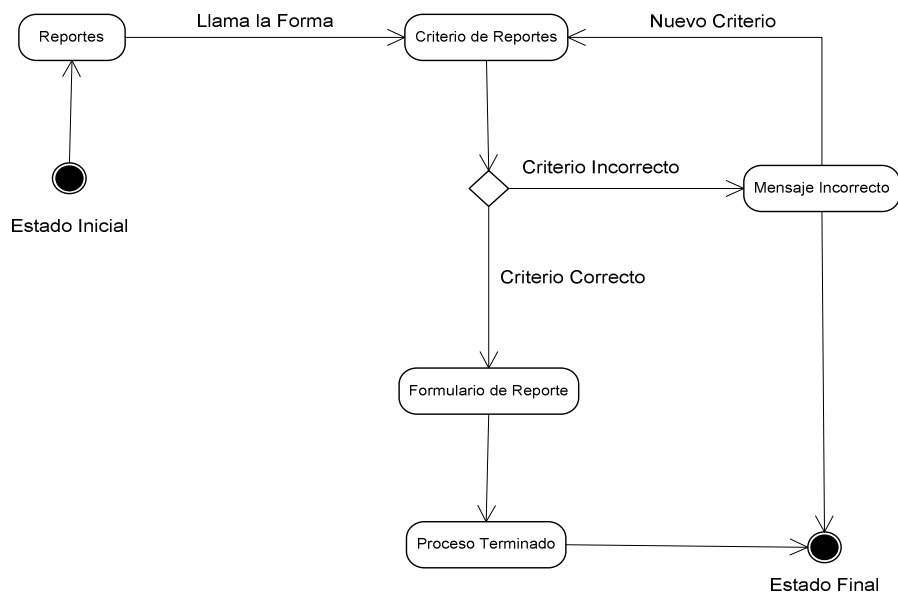 Llama la Forma
Nuevo Criterio
Reportes
Criterio de Reportes
Criterio Incorrecto
Mensaje Incorrecto
Estado Inicial
Criterio Correcto
Formulario de Reporte
Proceso Terminado
Estado Final